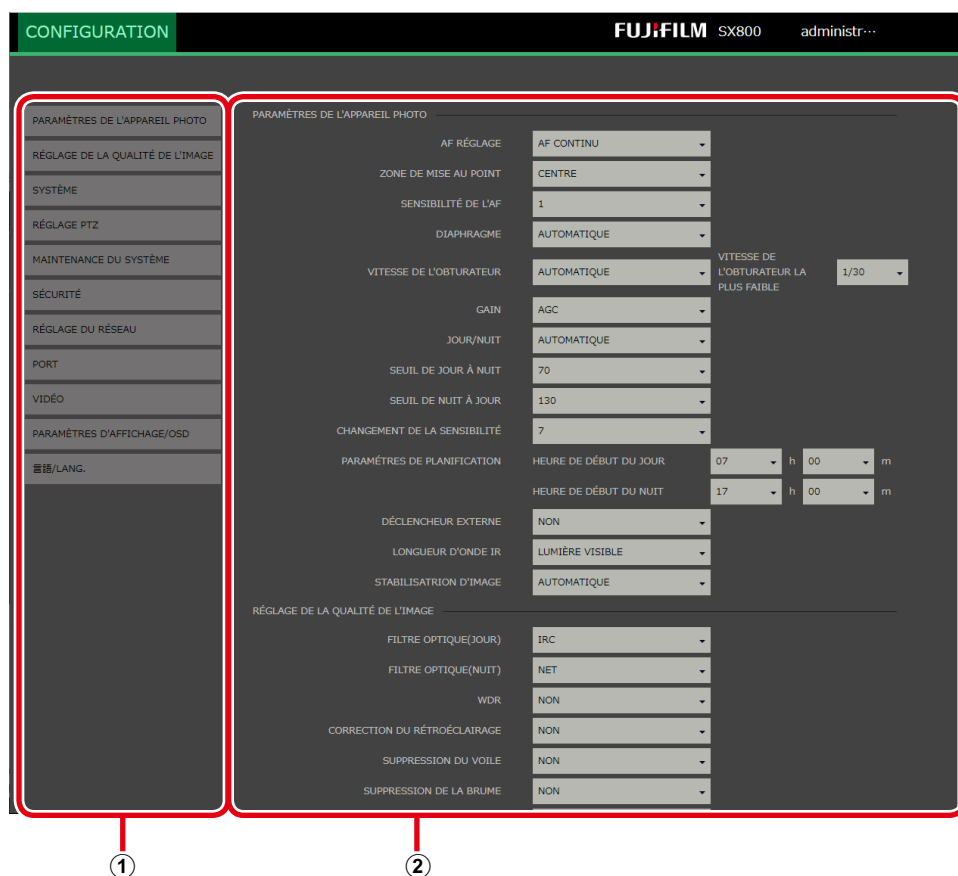 CONFIGURATION
FUJIFILM SX800 administr···
PARAMÈTRES DE L'APPAREIL PHOTO
RÉGLAGE DE LA QUALITÉ DE L'IMAGE
SYSTÈME
RÉGLAGE PTZ
MAINTENANCE DU SYSTÈME
SÉCURITÉ
RÉGLAGE DU RÉSEAU
PORT
VIDÉO
PARAMÈTRES D'AFFICHAGE/OSD
言語/LANG.
PARAMÈTRES DE L'APPAREIL PHOTO
AF RÉGLAGE AF CONTINU
ZONE DE MISE AU POINT CENTRE
SENSIBILITÉ DE L'AF 1
DIAPHRAGME AUTOMATIQUE
VITESSE DE L'OBTURATEUR AUTOMATIQUE
VITESSE DE
L'OBTURATEUR LA
PLUS FAIBLE
1/30
GAIN AGC
JOUR/NUIT AUTOMATIQUE
SEUIL DE JOUR À NUIT 70
SEUIL DE NUIT À JOUR 130
CHANGEMENT DE LA SENSIBILITÉ 7
PARAMÉTRES DE PLANIFICATION HEURE DE DÉBUT DU JOUR 07 h 00 m
HEURE DE DÉBUT DU NUIT 17 h 00 m
DÉCLENCHEUR EXTERNE NON
LONGUEUR D'ONDE IR LUMIÈRE VISIBLE
STABILISATRION D'IMAGE AUTOMATIQUE
RÉGLAGE DE LA QUALITÉ DE L'IMAGE
FILTRE OPTIQUE(JOUR) IRC
FILTRE OPTIQUE(NUIT) NET
WDR NON
CORRECTION DU RÉTROÉCLAIRAGE NON
SUPPRESSION DU VOILE NON
SUPPRESSION DE LA BRUME NON
1 2